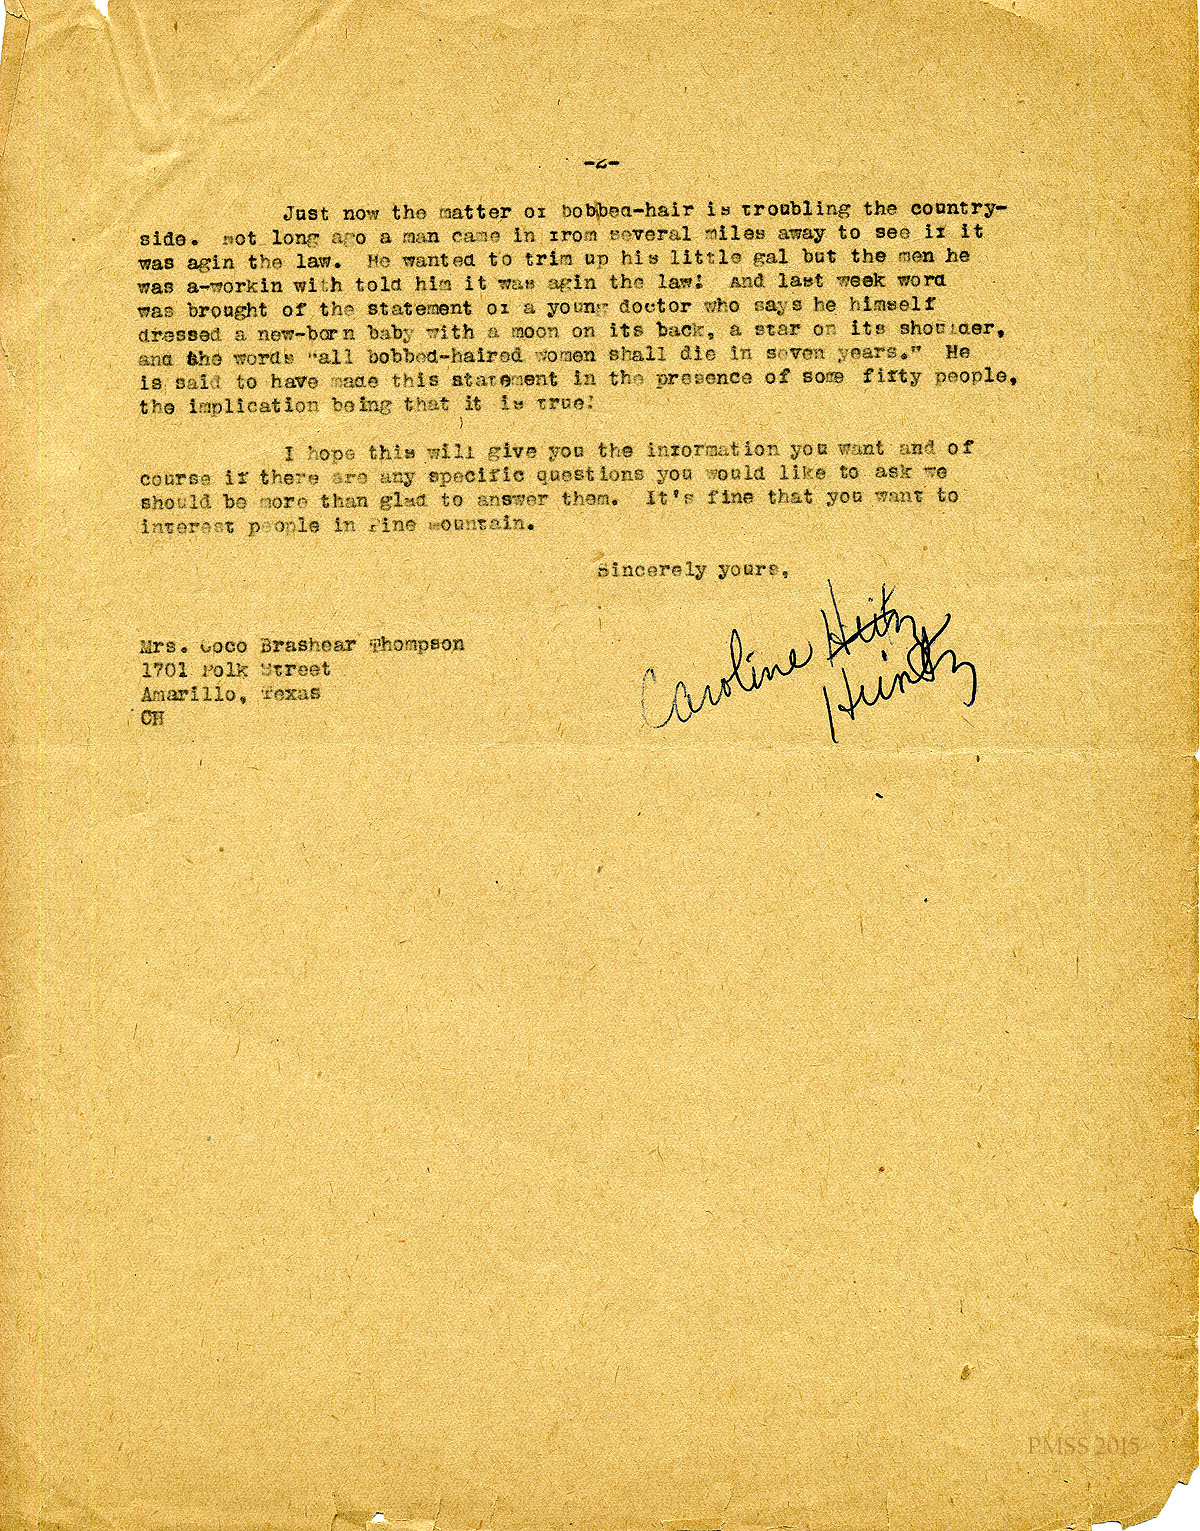 -2-
Just now the matter of bobbed-hair is troubling the country-
side. Not long ago a man came in from several miles away to see if it
was agin the law. He wanted to trim up his little gal but the men he
was a-workin with told him it was agin the law! And last week word
was brought of the statement of a young doctor who says he himself
dressed a new-born baby with a moon on its back, a star on its shoulder,
and the words "all bobbed-haired women shall die in seven years." He
is said to have made this statement in the presence of some fifty people,
the implication being that it is true!
I hope this will give you the information you want and of
course if there are any specific questions you would like to ask we
should be more than glad to answer them. It's fine that you want to
interest people in Pine Mountain.
Sincerely yours,
Caroline Heitz
Heintz
Mrs. Coco Brashear Thompson
1701 Polk Street
Amarillo, Texas
CH
PMSS 2015